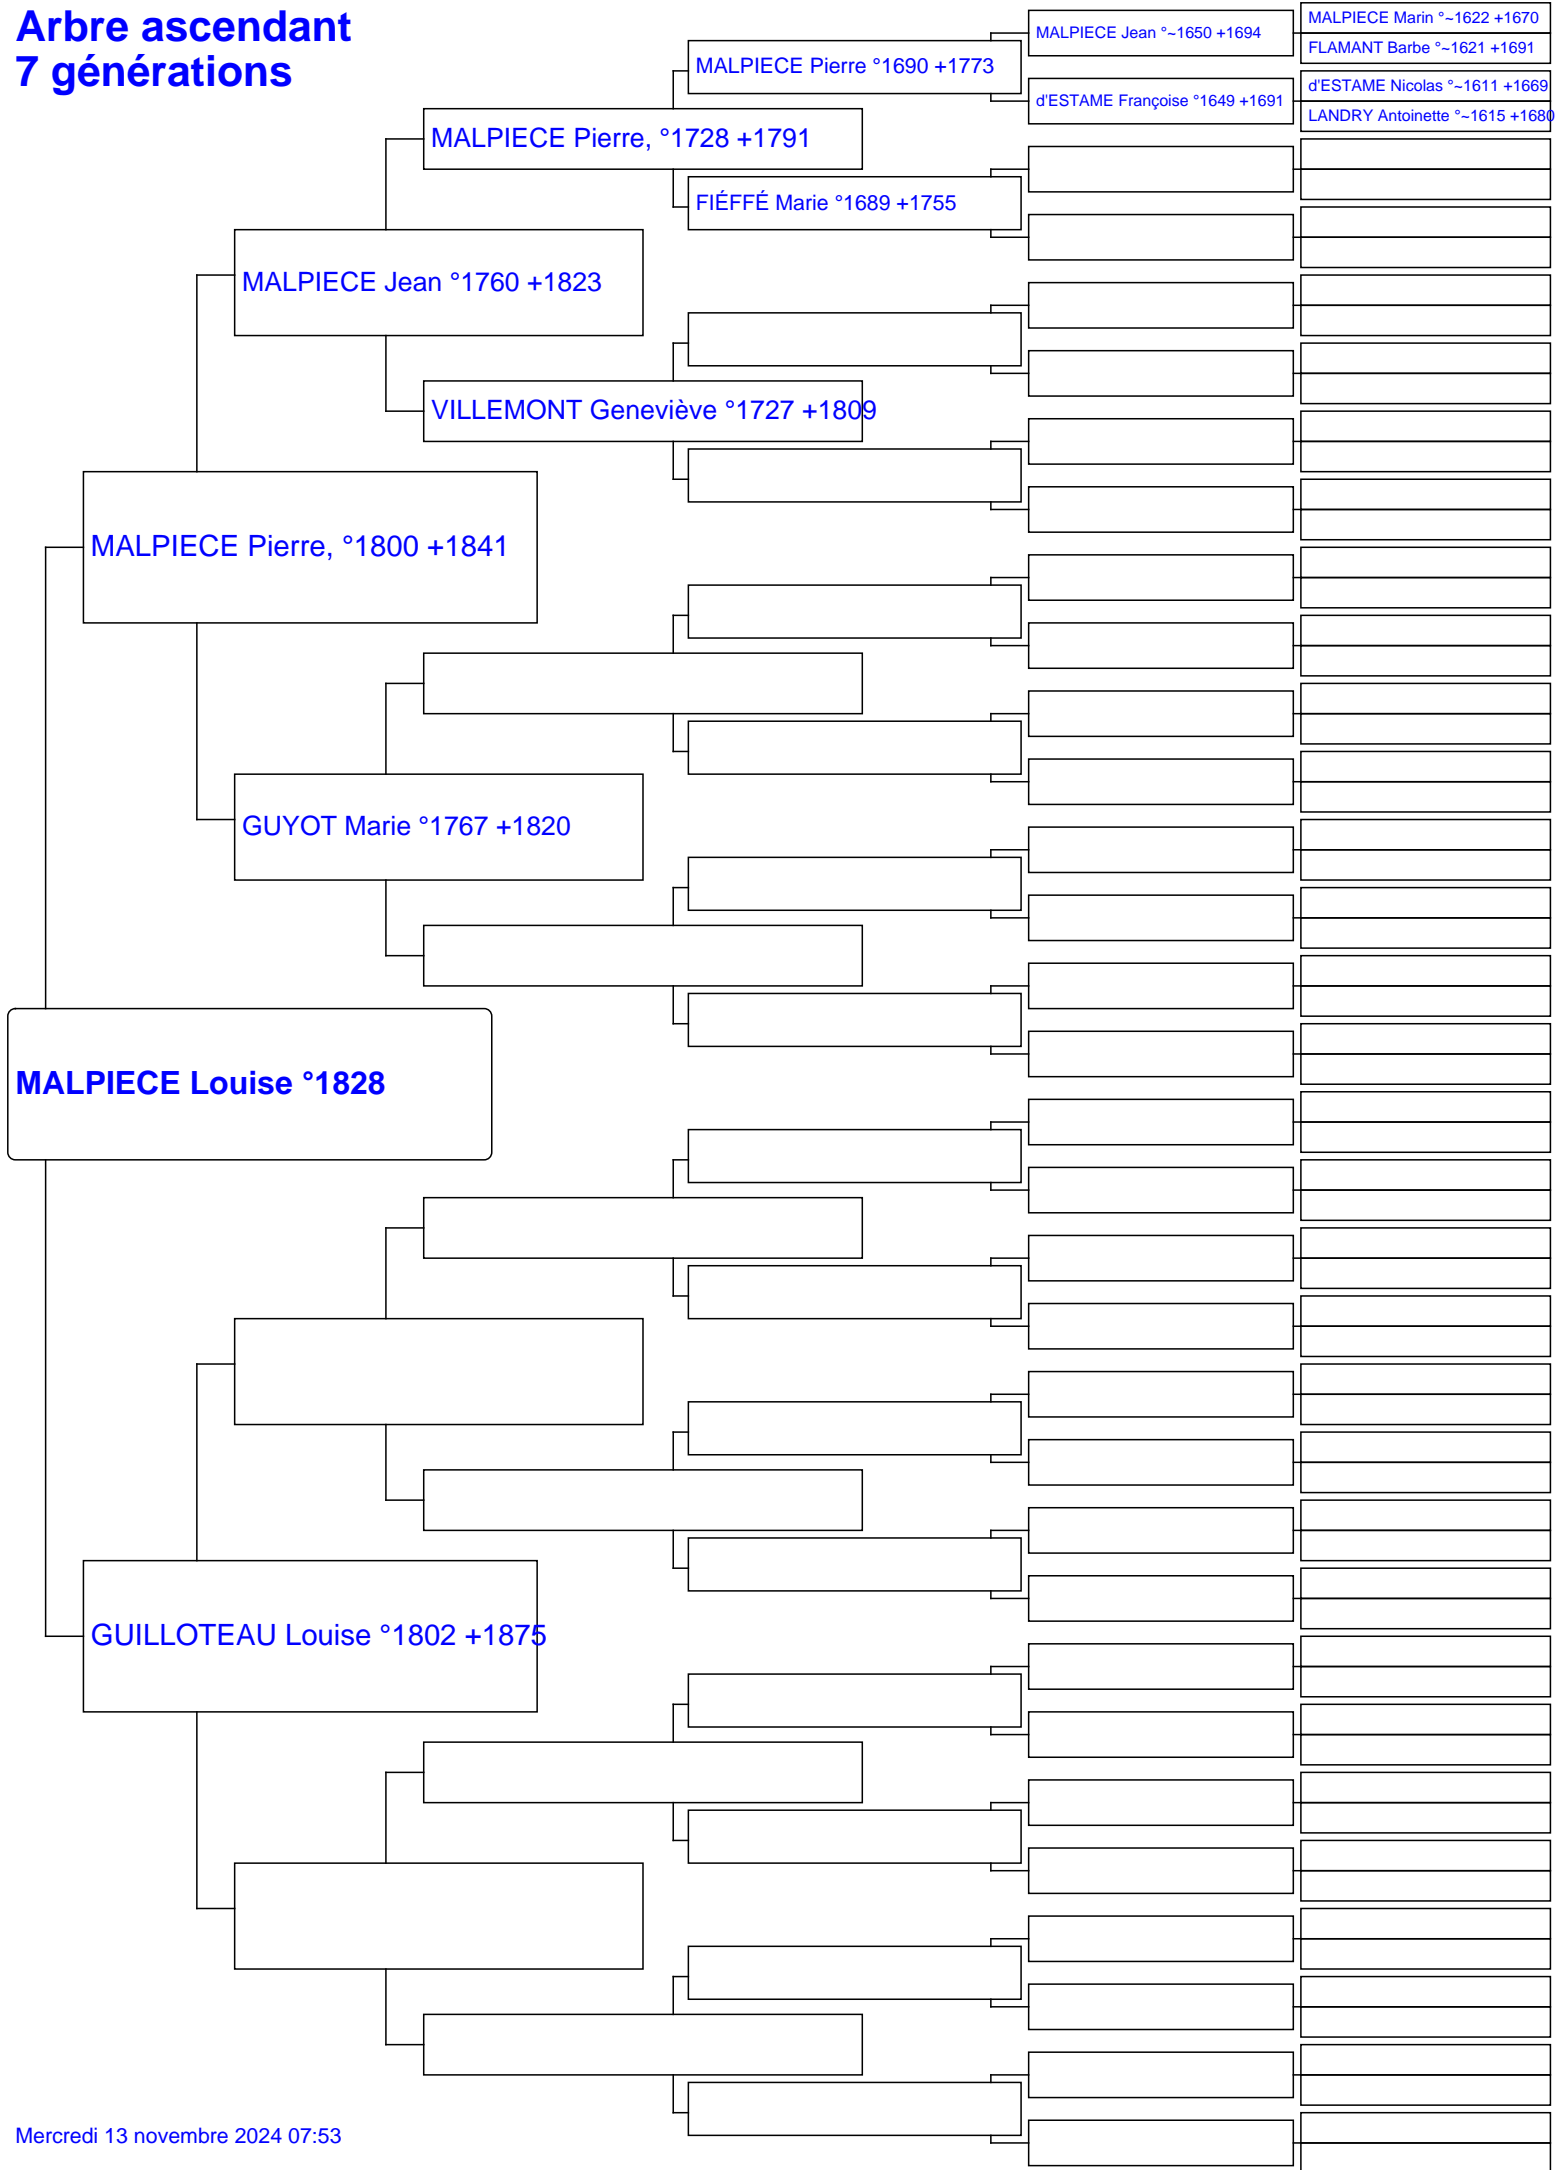 Arbre ascendant
7 générations
MALPIECE Marin °~1622 +1670
MALPIECE Jean °~1650 +1694
FLAMANT Barbe °~1621 +1691
MALPIECE Pierre °1690 +1773
d'ESTAME Nicolas °~1611 +1669
d'ESTAME Françoise °1649 +1691
LANDRY Antoinette °~1615 +1680
MALPIECE Pierre, °1728 +1791
FIÉFFÉ Marie °1689 +1755
MALPIECE Jean °1760 +1823
VILLEMONT Geneviève °1727 +1809
MALPIECE Pierre, °1800 +1841
GUYOT Marie °1767 +1820
MALPIECE Louise °1828
GUILLOTEAU Louise °1802 +1875
Mercredi 13 novembre 2024 07:53